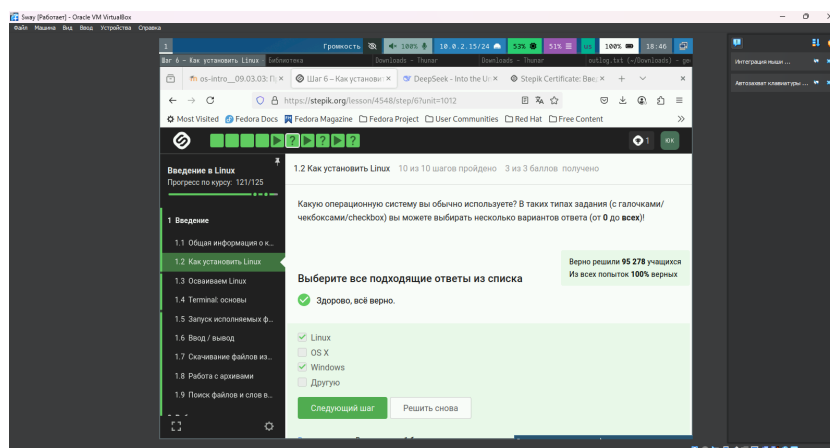 Sway [Работает] - Oracle VM VirtualBox
Файл Машина Вид Ввод Устройства Справка
1 Громкость 100% 10.0.2.15/24 53% 51% us 100% 18:46
Шаг 6 – Как установить Linux Библиотека Downloads – Thunar Downloads – Thunar outlog.txt (~/Downloads) –
os-intro__09.03.03: П Шаг 6 – Как установи DeepSeek - Into the Un Stepik Certificate: Вве
https://stepik.org/lesson/4548/step/6?unit=1012
Most Visited Fedora Docs Fedora Magazine Fedora Project User Communities Red Hat Free Content
1 ЮК
Введение в Linux
Прогресс по курсу: 121/125
1 Введение
1.1 Общая информация о к...
1.2 Как установить Linux
1.3 Осваиваем Linux
1.4 Terminal: основы
1.5 Запуск исполняемых ф...
1.6 Ввод / вывод
1.7 Скачивание файлов из...
1.8 Работа с архивами
1.9 Поиск файлов и слов в...
1.2 Как установить Linux 10 из 10 шагов пройдено 3 из 3 баллов получено
Какую операционную систему вы обычно используете? В таких типах задания (с галочками/
чекбоксами/checkbox) вы можете выбирать несколько вариантов ответа (от 0 до всех)!
Верно решили 95 278 учащихся
Из всех попыток 100% верных
Выберите все подходящие ответы из списка
Здорово, всё верно.
Linux
OS X
Windows
Другую
Следующий шаг Решить снова
Интеграция мыши ...
Автозахват клавиатуры ...